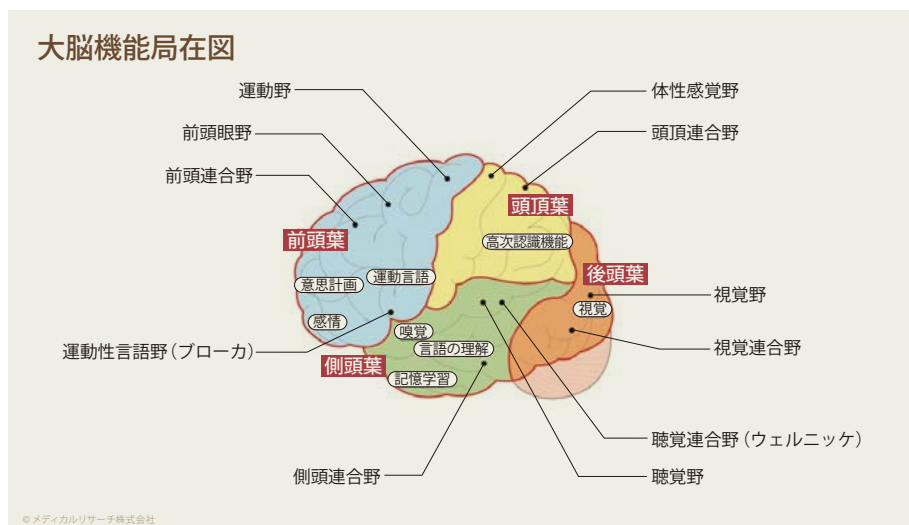 大脳機能局在図
運動野
前頭眼野
前頭連合野
体性感覚野
頭頂連合野
頭頂葉
前頭葉
高次認識機能
後頭葉
運動言語
意思計画
視覚野
視覚
感情
嗅覚
運動性言語野（ブローカ）
言語の理解
視覚連合野
側頭葉
記憶学習
聴覚連合野（ウェルニッケ）
側頭連合野
聴覚野
©メディカルリサーチ株式会社